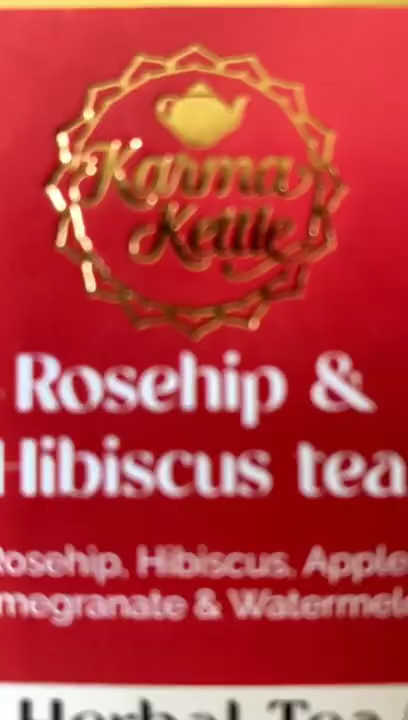 Karma
Kettle
Rosehip &
Hibiscus tea
Rosehip, Hibiscus, Apple
megranate & Watermel
Herbal Tea